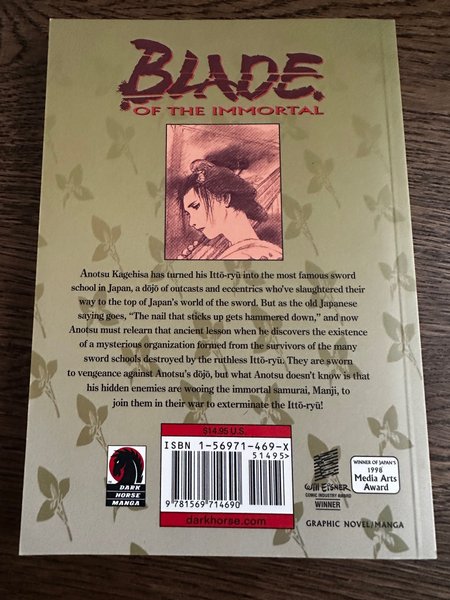 BLADE
OF THE IMMORTAL
Anotsu Kagehisa has turned his Ittō-ryū into the most famous sword
school in Japan, a dōjō of outcasts and eccentrics who've slaughtered their
way to the top of Japan's world of the sword. But as the old Japanese
saying goes, “The nail that sticks up gets hammered down,” and now
Anotsu must relearn that ancient lesson when he discovers the existence
of a mysterious organization formed from the survivors of the many
sword schools destroyed by the ruthless Ittō-ryū. They are sworn
to vengeance against Anotsu's dōjō, but what Anotsu doesn't know is that
his hidden enemies are wooing the immortal samurai, Manji, to
join them in their war to exterminate the Ittō-ryū!
$14.95 U.S.
ISBN 1-56971-469-X
51495>
9 781569 714690
darkhorse.com
DARK
HORSE
MANGA
Will EISNER
COMIC INDUSTRY AWARD
WINNER
WINNER OF JAPAN'S
1998
Media Arts
Award
GRAPHIC NOVEL/MANGA